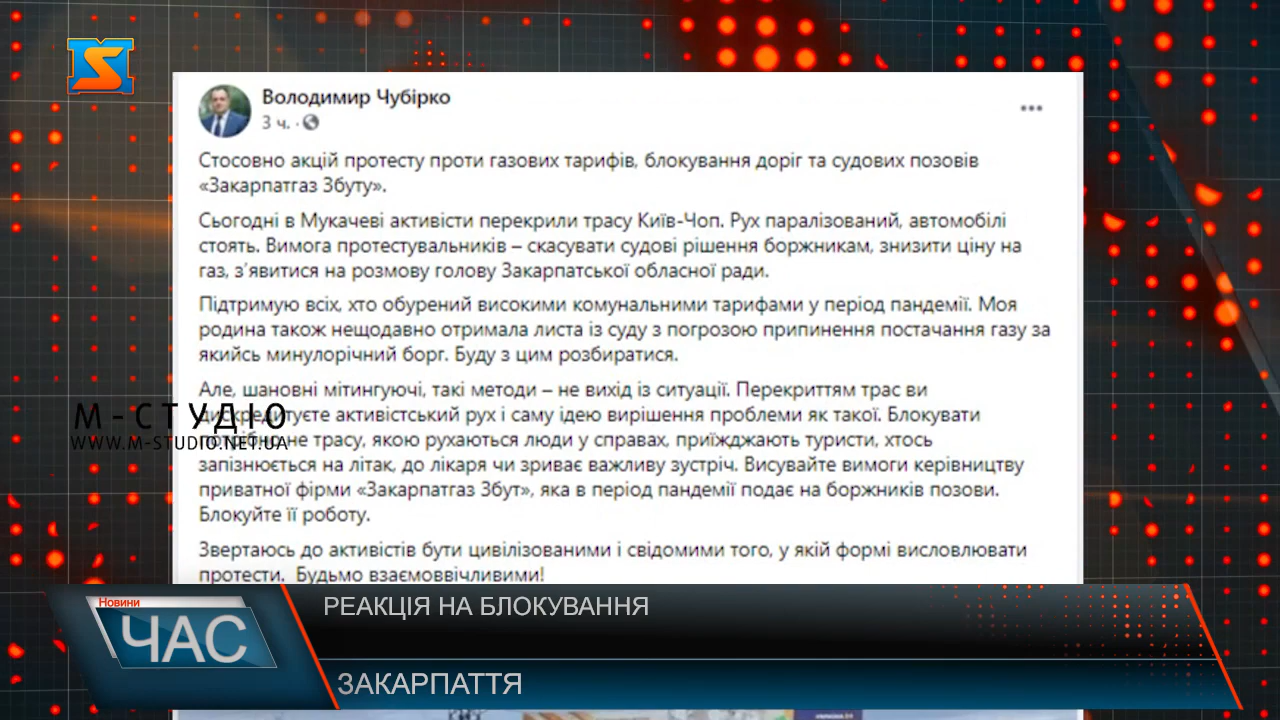 Володимир Чубірко
3 ч. ·
Стосовно акцій протесту проти газових тарифів, блокування доріг та судових позовів
«Закарпатгаз Збуту».
Сьогодні в Мукачеві активісти перекрили трасу Київ-Чоп. Рух паралізований, автомобілі
стоять. Вимога протестувальників – скасувати судові рішення боржникам, знизити ціну на
газ, з’явитися на розмову голову Закарпатської обласної ради.
Підтримую всіх, хто обурений високими комунальними тарифами у період пандемії. Моя
родина також нещодавно отримала листа із суду з погрозою припинення постачання газу за
якийсь минулорічний борг. Буду з цим розбиратися.
Але, шановні мітингуючі, такі методи – не вихід із ситуації. Перекриттям трас ви
дискредитуєте активістський рух і саму ідею вирішення проблеми як такої. Блокувати
потрібно не трасу, якою рухаються люди у справах, приїжджають туристи, хтось
запізнюється на літак, до лікаря чи зриває важливу зустріч. Висувайте вимоги керівництву
приватної фірми «Закарпатгаз Збут», яка в період пандемії подає на боржників позови.
Блокуйте її роботу.
Звертаюсь до активістів бути цивілізованими і свідомими того, у якій формі висловлювати
протести. Будьмо взаємоввічливими!
М-СТУДІО
WWW.M-STUDIO.NET.UA
Новини
ЧАС
РЕАКЦІЯ НА БЛОКУВАННЯ
ЗАКАРПАТТЯ